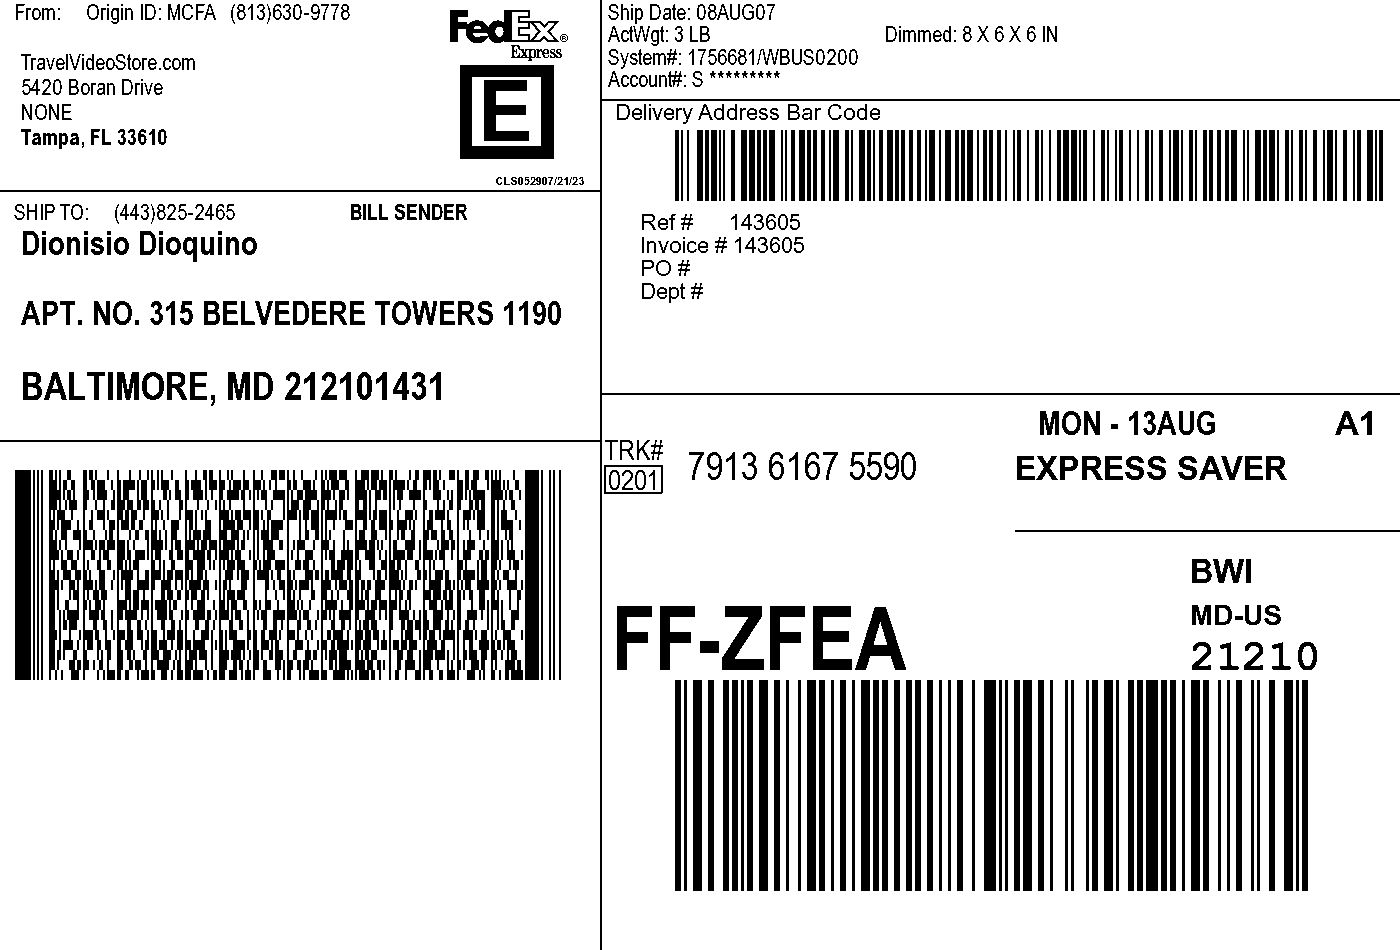 From: Origin ID: MCFA (813)630-9778
TravelVideoStore.com
5420 Boran Drive
NONE
Tampa, FL 33610
FedEx®
Express
E
CLS052907/21/23
Ship Date: 08AUG07
ActWgt: 3 LB Dimmed: 8 X 6 X 6 IN
System#: 1756681/WBUS0200
Account#: S *********
Delivery Address Bar Code
SHIP TO: (443)825-2465 BILL SENDER
Dionisio Dioquino
APT. NO. 315 BELVEDERE TOWERS 1190
BALTIMORE, MD 212101431
Ref # 143605
Invoice # 143605
PO #
Dept #
MON - 13AUG A1
TRK# 7913 6167 5590 EXPRESS SAVER
0201
BWI
FF-ZFEA MD-US
21210